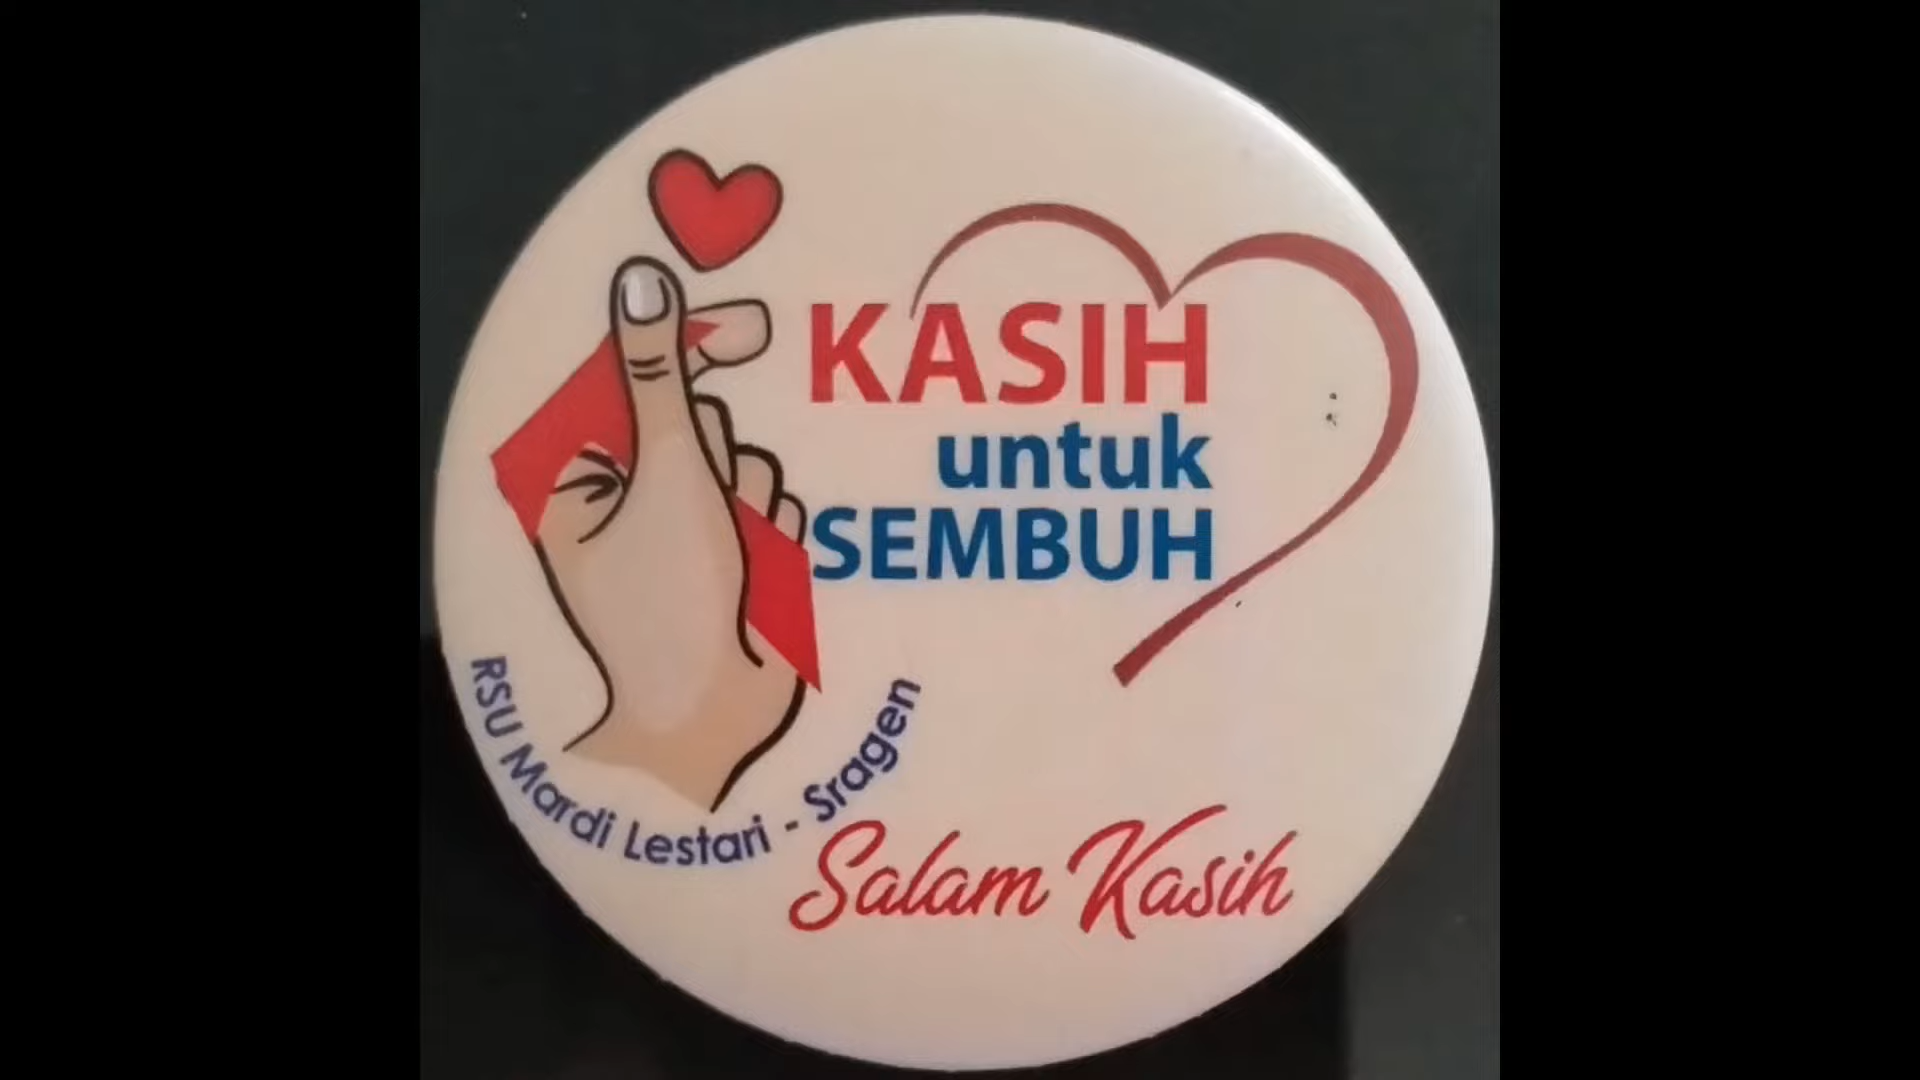 KASIH
untuk
SEMBUH
RSU Mardi Lestari - Sragen
Salam Kasih